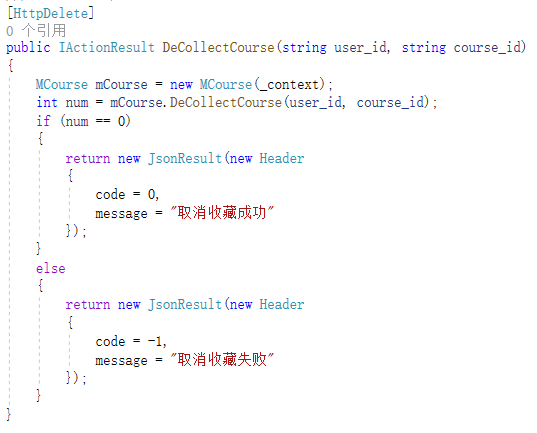 [HttpDelete]
0 个引用
public IActionResult DeCollectCourse(string user_id, string course_id)
{
    MCourse mCourse = new MCourse(_context);
    int num = mCourse.DeCollectCourse(user_id, course_id);
    if (num == 0)
    {
        return new JsonResult(new Header
        {
            code = 0,
            message = "取消收藏成功"
        });
    }
    else
    {
        return new JsonResult(new Header
        {
            code = -1,
            message = "取消收藏失败"
        });
    }
}